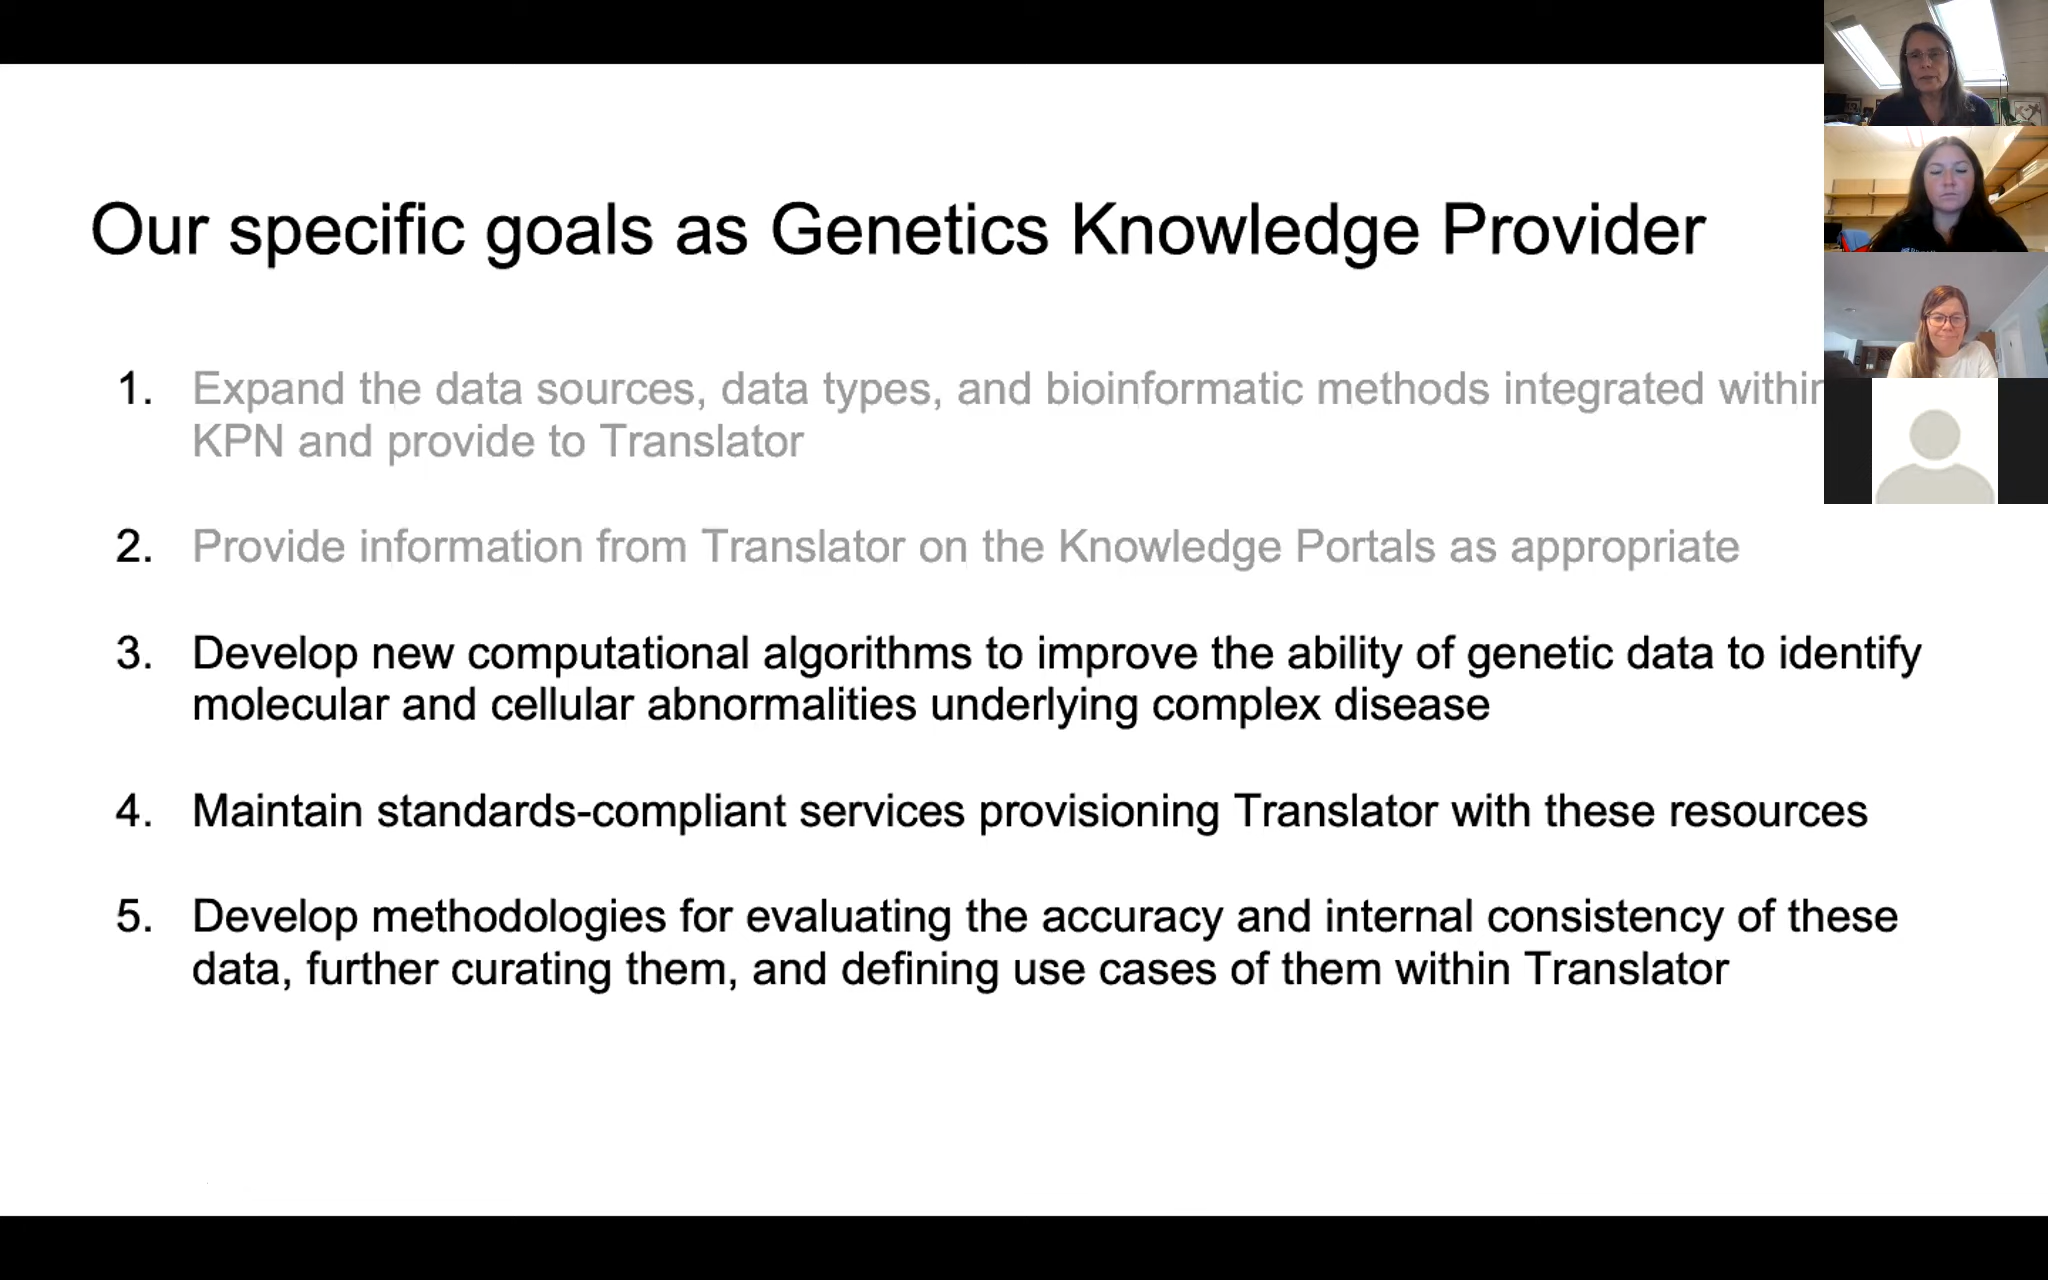 Our specific goals as Genetics Knowledge Provider
1. Expand the data sources, data types, and bioinformatic methods integrated within
KPN and provide to Translator
2. Provide information from Translator on the Knowledge Portals as appropriate
3. Develop new computational algorithms to improve the ability of genetic data to identify
molecular and cellular abnormalities underlying complex disease
4. Maintain standards-compliant services provisioning Translator with these resources
5. Develop methodologies for evaluating the accuracy and internal consistency of these
data, further curating them, and defining use cases of them within Translator